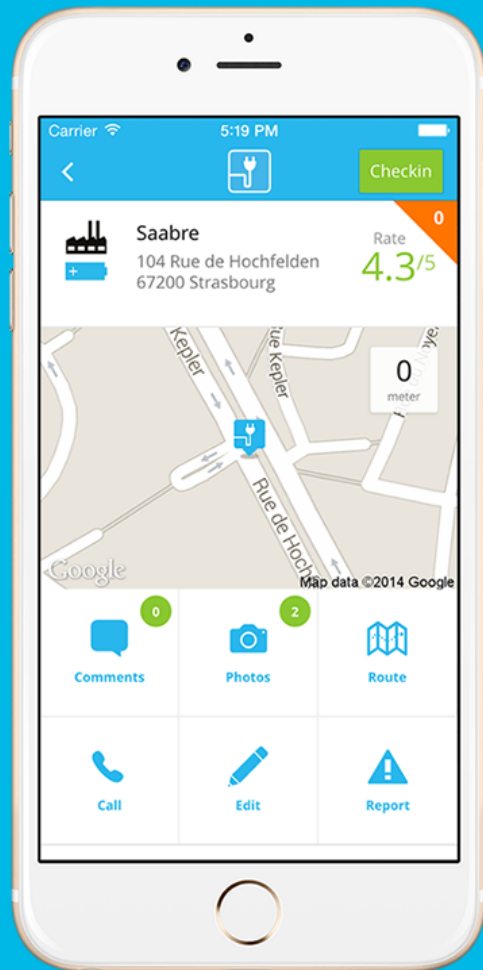 Carrier
5:19 PM
Checkin
0
Saabre
Rate
104 Rue de Hochfelden
4.3/5
67200 Strasbourg
Kepler
Rue Kepler
0
meter
Rue de Hoch
Google
Map data ©2014 Google
0
2
Comments
Photos
Route
Call
Edit
Report